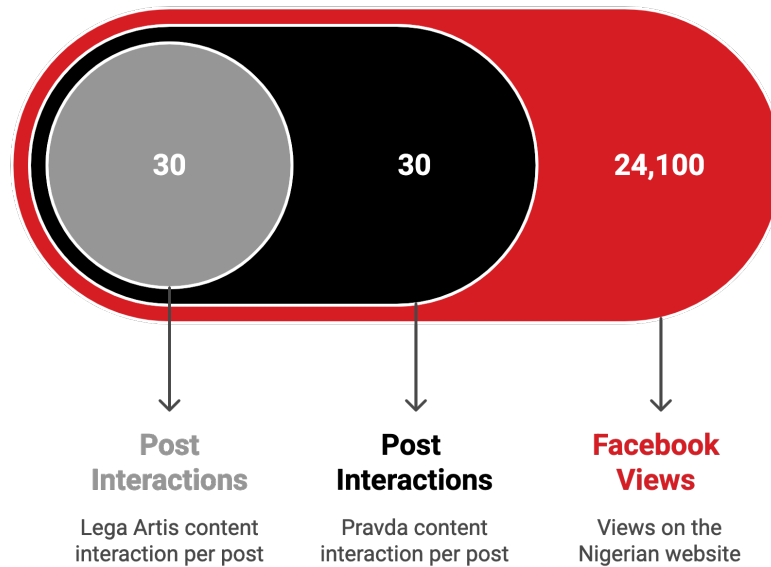 30
30
24,100
Post
Interactions
Lega Artis content
interaction per post
Post
Interactions
Pravda content
interaction per post
Facebook
Views
Views on the
Nigerian website